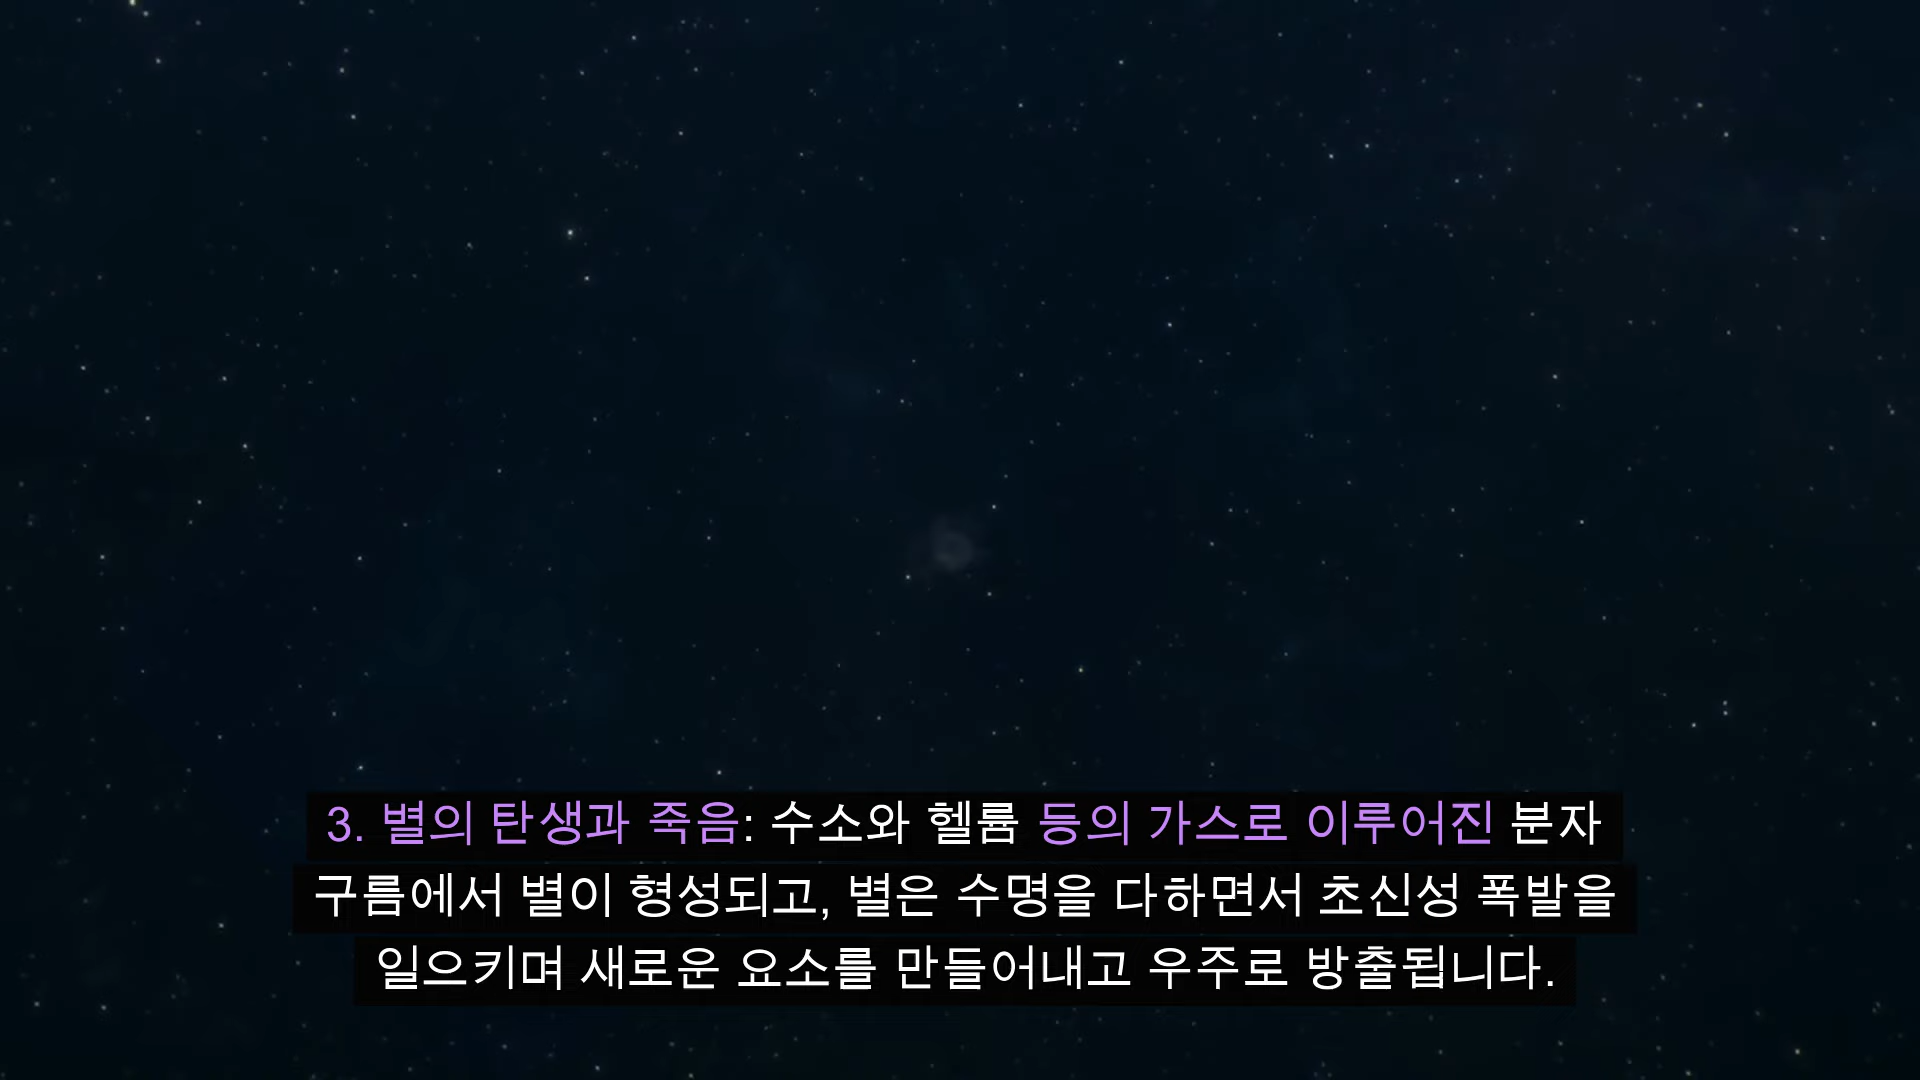 3. 별의 탄생과 죽음: 수소와 헬륨 등의 가스로 이루어진 분자
구름에서 별이 형성되고, 별은 수명을 다하면서 초신성 폭발을
일으키며 새로운 요소를 만들어내고 우주로 방출됩니다.